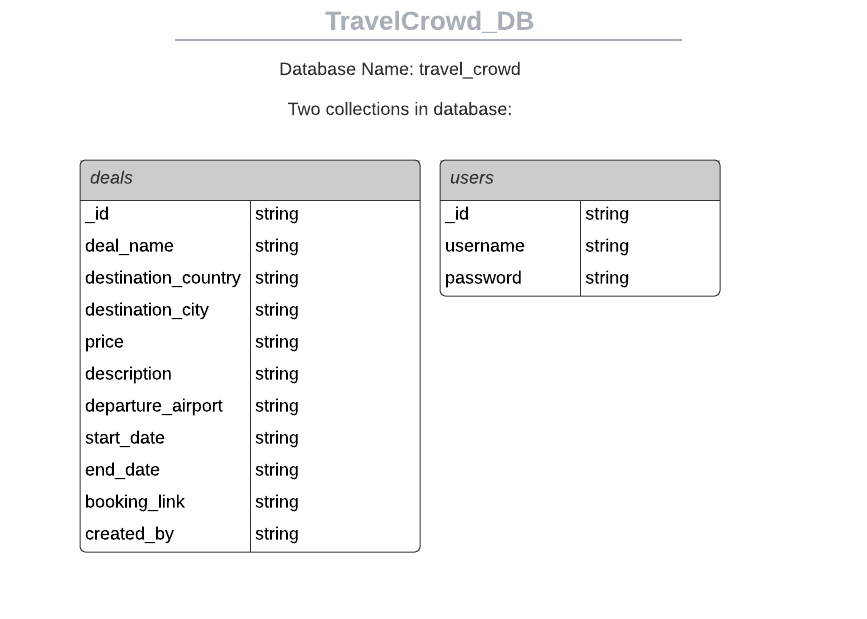 TravelCrowd_DB
Database Name: travel_crowd
Two collections in database:
deals
_id string
deal_name string
destination_country string
destination_city string
price string
description string
departure_airport string
start_date string
end_date string
booking_link string
created_by string
users
_id string
username string
password string